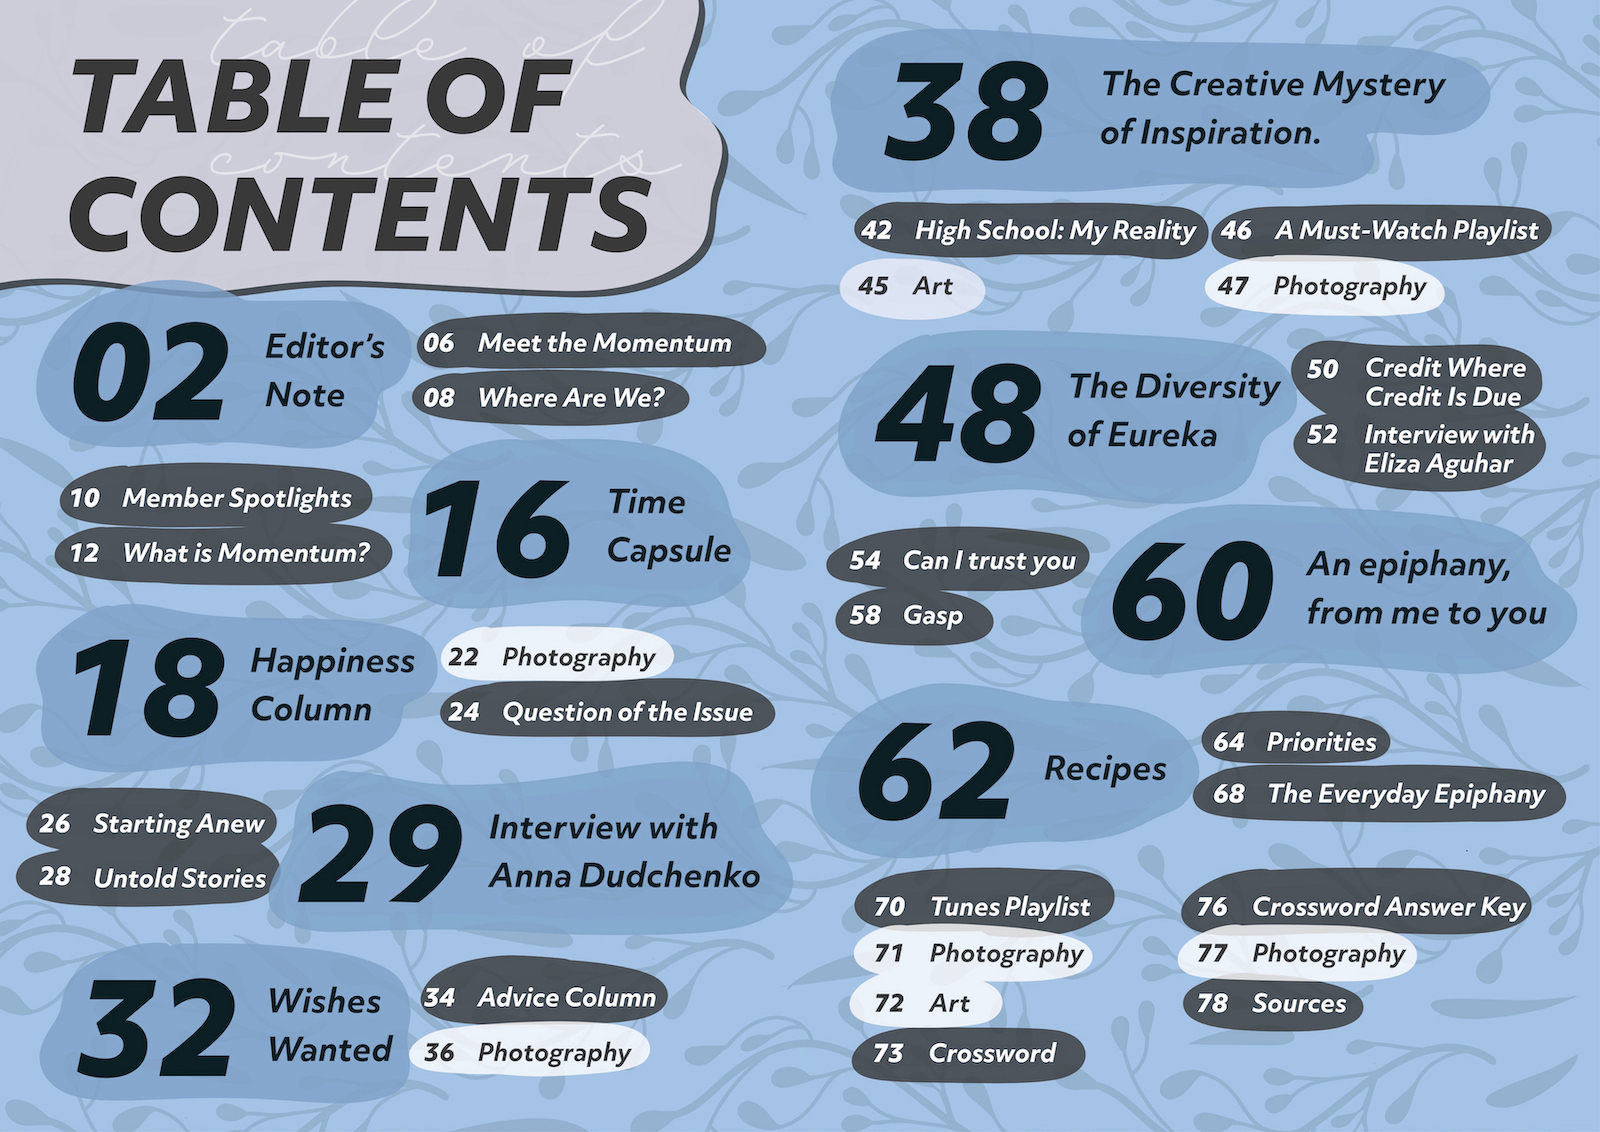 table of
contents
TABLE OF
CONTENTS
02 Editor's
Note
06 Meet the Momentum
08 Where Are We?
10 Member Spotlights
12 What is Momentum?
16 Time
Capsule
18 Happiness
Column
22 Photography
24 Question of the Issue
26 Starting Anew
28 Untold Stories
29 Interview with
Anna Dudchenko
32 Wishes
Wanted
34 Advice Column
36 Photography
38 The Creative Mystery
of Inspiration.
42 High School: My Reality
45 Art
46 A Must-Watch Playlist
47 Photography
48 The Diversity
of Eureka
50 Credit Where
Credit Is Due
52 Interview with
Eliza Aguhar
54 Can I trust you
58 Gasp
60 An epiphany,
from me to you
62 Recipes
64 Priorities
68 The Everyday Epiphany
70 Tunes Playlist
71 Photography
72 Art
73 Crossword
76 Crossword Answer Key
77 Photography
78 Sources